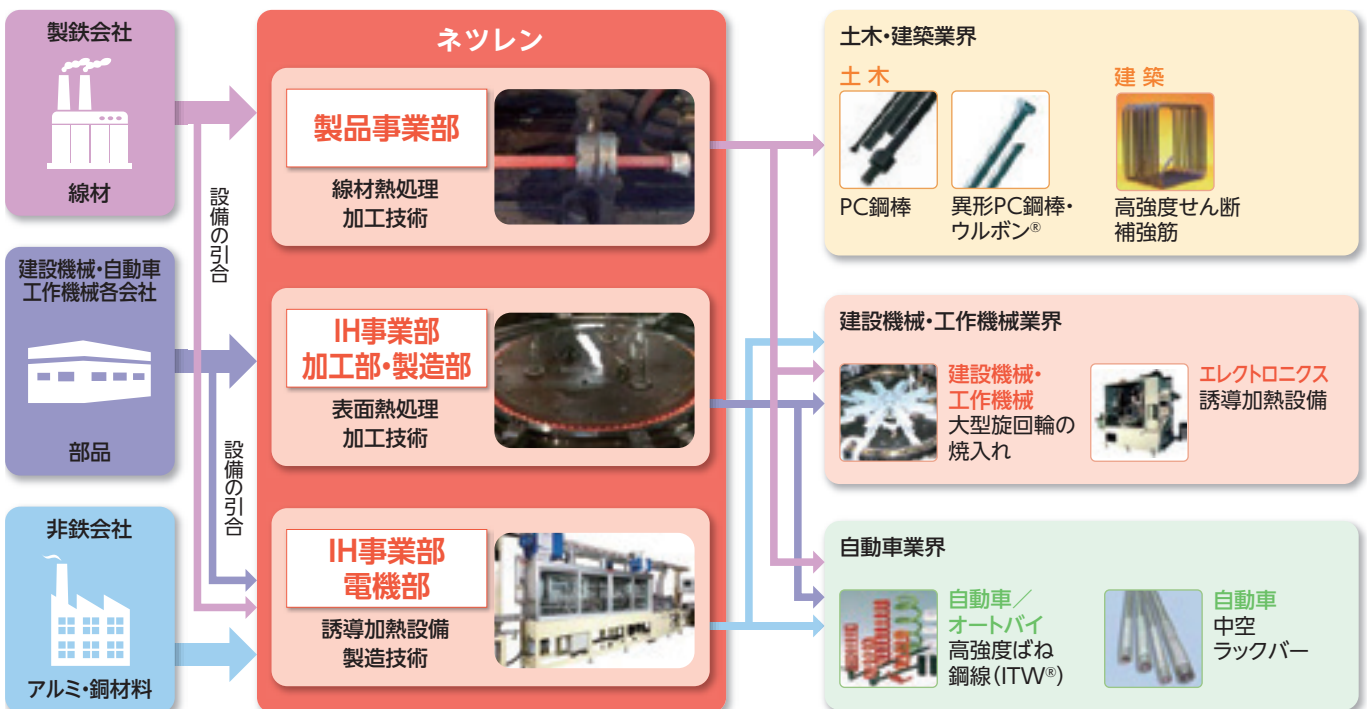 製鉄会社
線材
建設機械・自動車
工作機械各会社
部品
非鉄会社
アルミ・銅材料
設備の引合
設備の引合
ネツレン
製品事業部
線材熱処理
加工技術
IH事業部
加工部・製造部
表面熱処理
加工技術
IH事業部
電機部
誘導加熱設備
製造技術
土木・建築業界
土木
PC鋼棒
異形PC鋼棒・
ウルボン®
建築
高強度せん断
補強筋
建設機械・工作機械業界
建設機械・
工作機械
大型旋回輪の
焼入れ
エレクトロニクス
誘導加熱設備
自動車業界
自動車／
オートバイ
高強度ばね
鋼線(ITW®)
自動車
中空
ラックバー